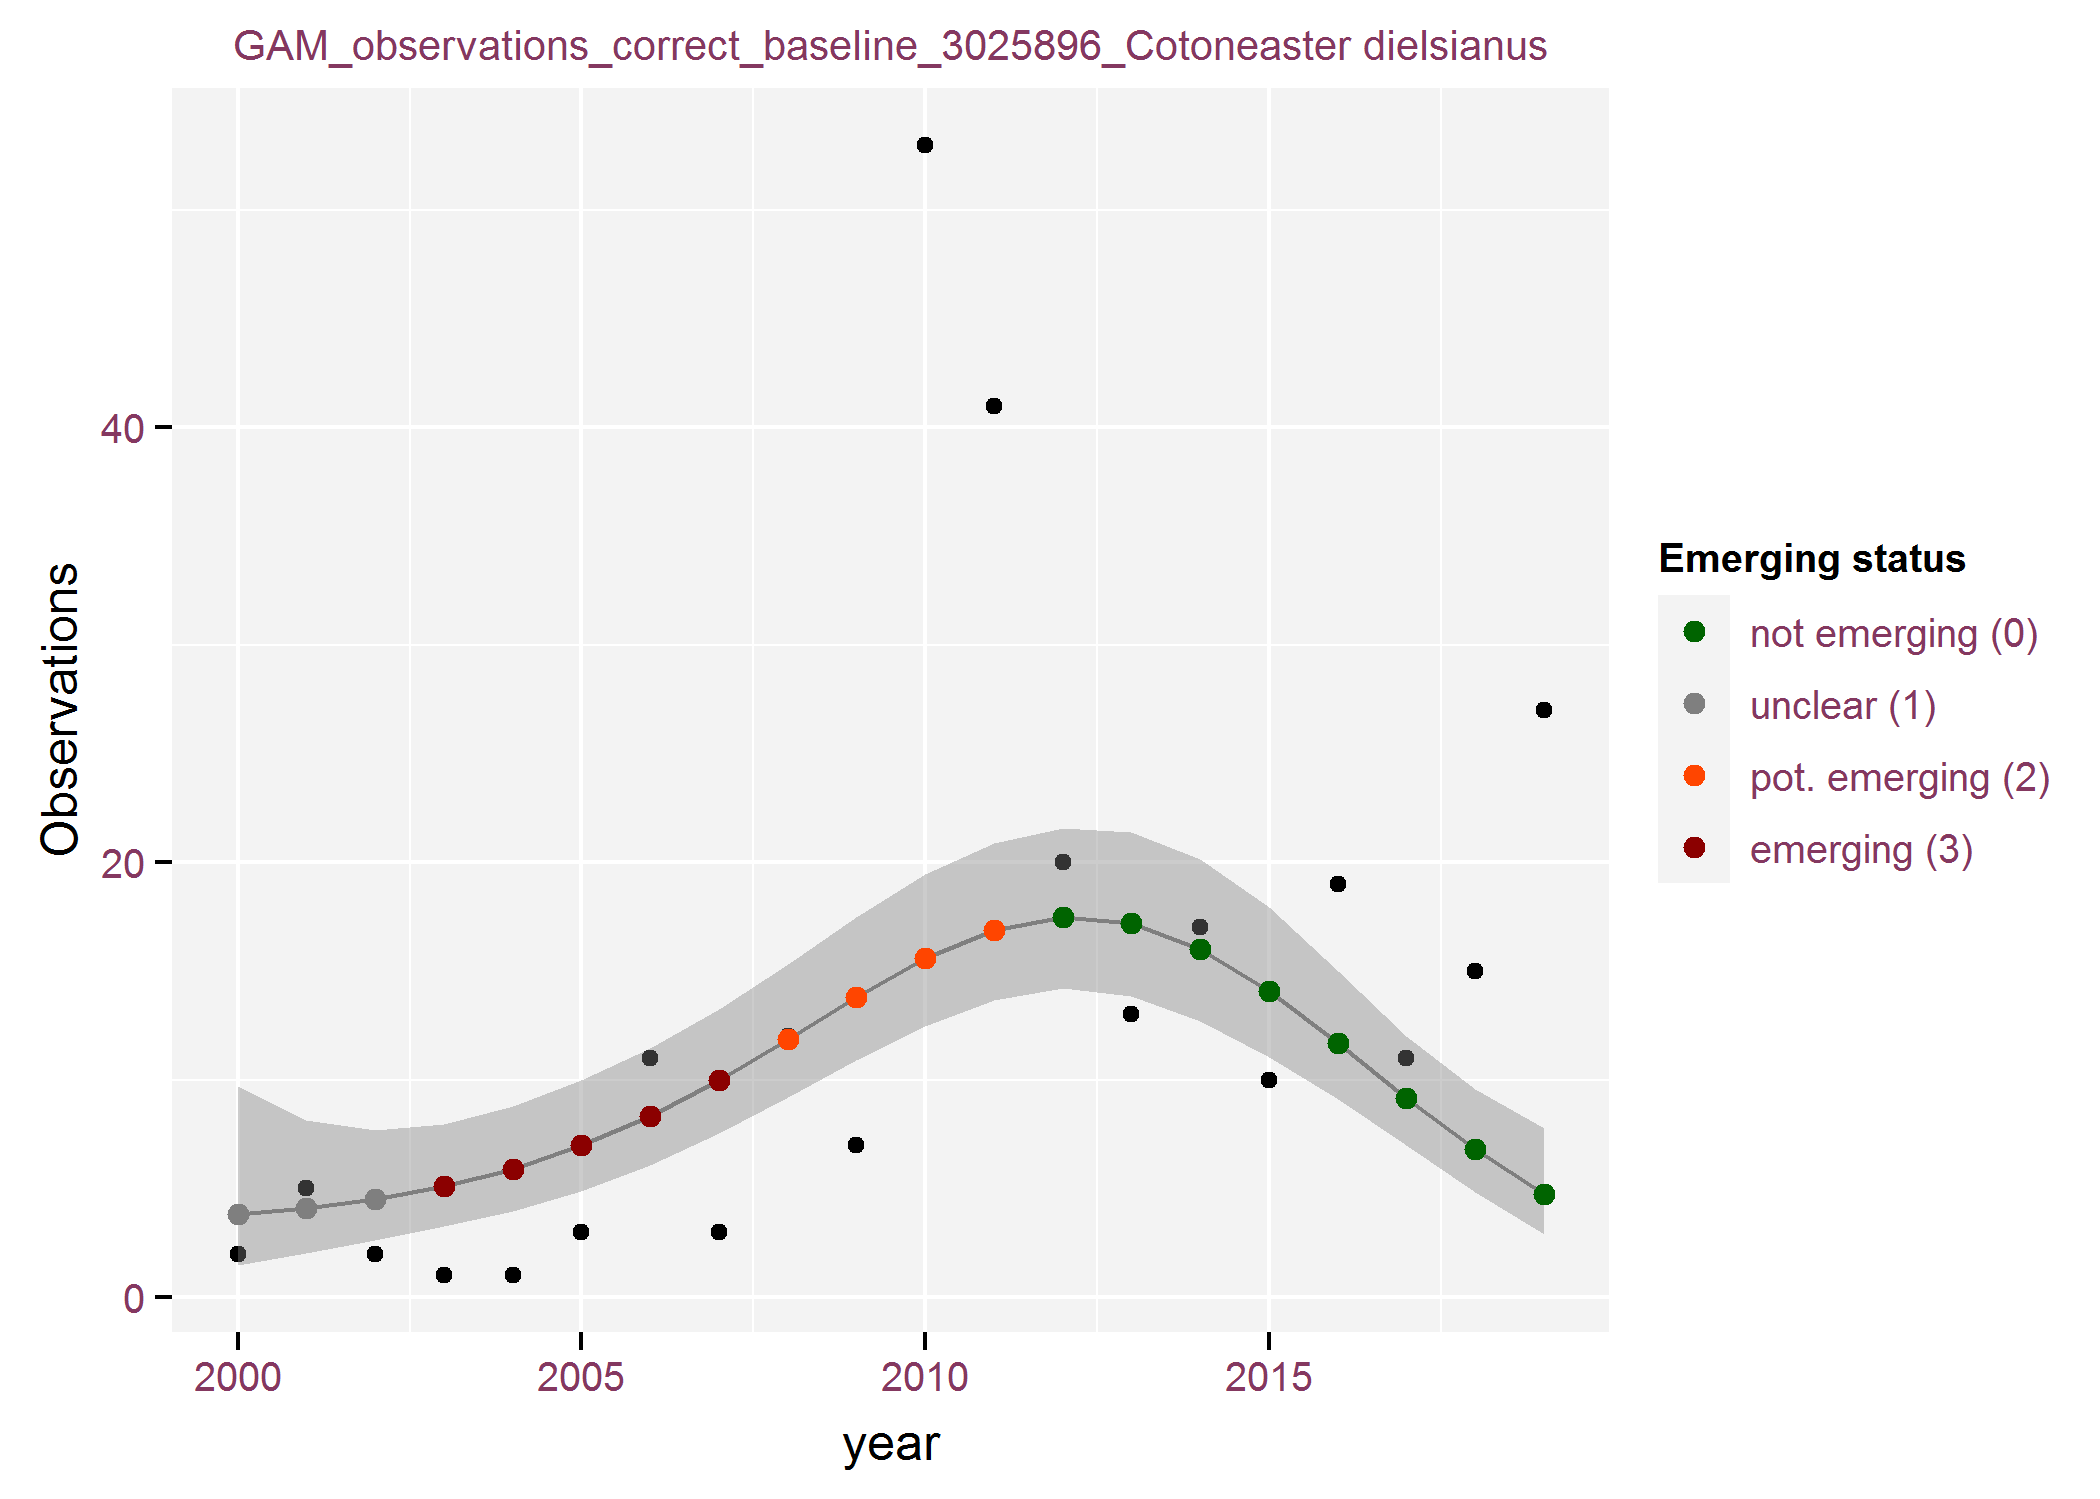 GAM_observations_correct_baseline_3025896_Cotoneaster dielsianus
Observations
40
20
0
2000 2005 2010 2015
year
Emerging status
not emerging (0)
unclear (1)
pot. emerging (2)
emerging (3)